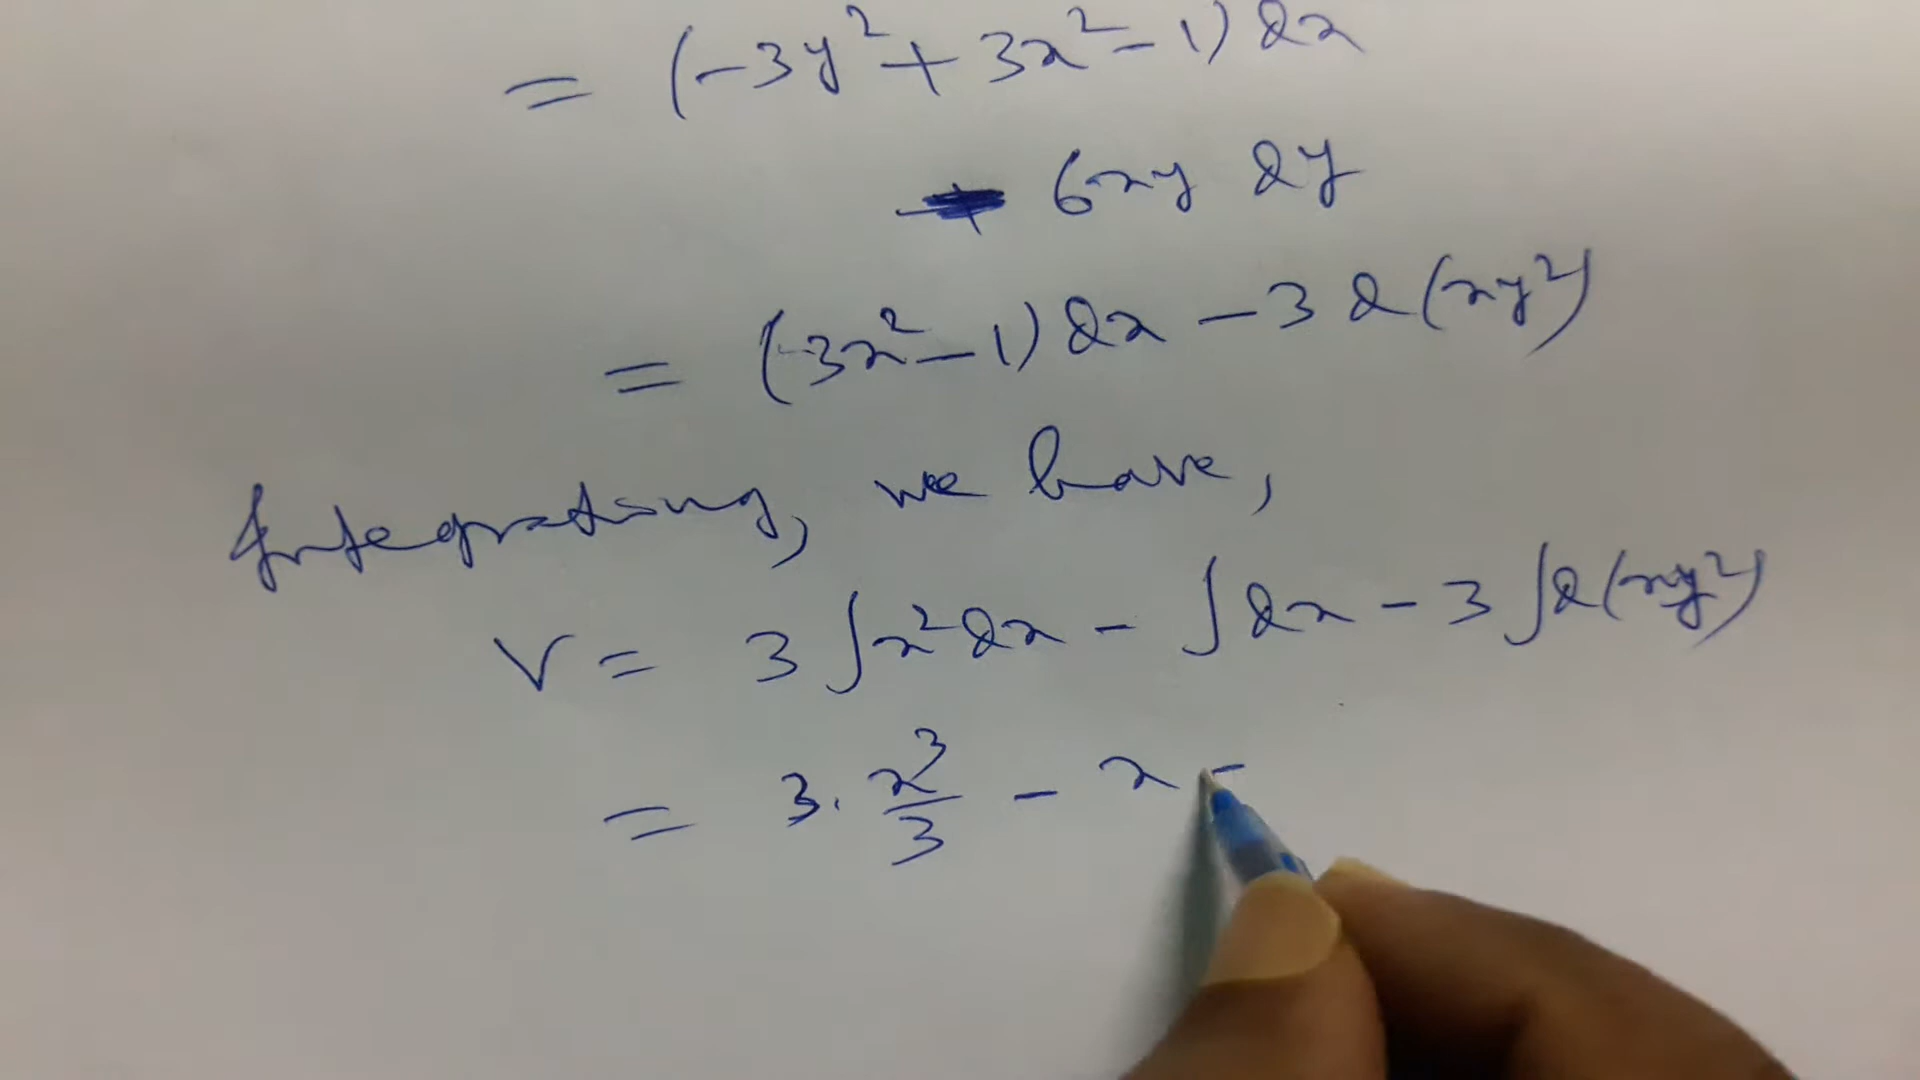 = (-3y² + 3x² - 1) dx
- 6xy dy
= (3x² - 1) dx - 3 d(xy²)
Integrating, we have,
V = 3 ∫x² dx - ∫dx - 3 ∫d(xy²)
= 3. x³/3 - x -